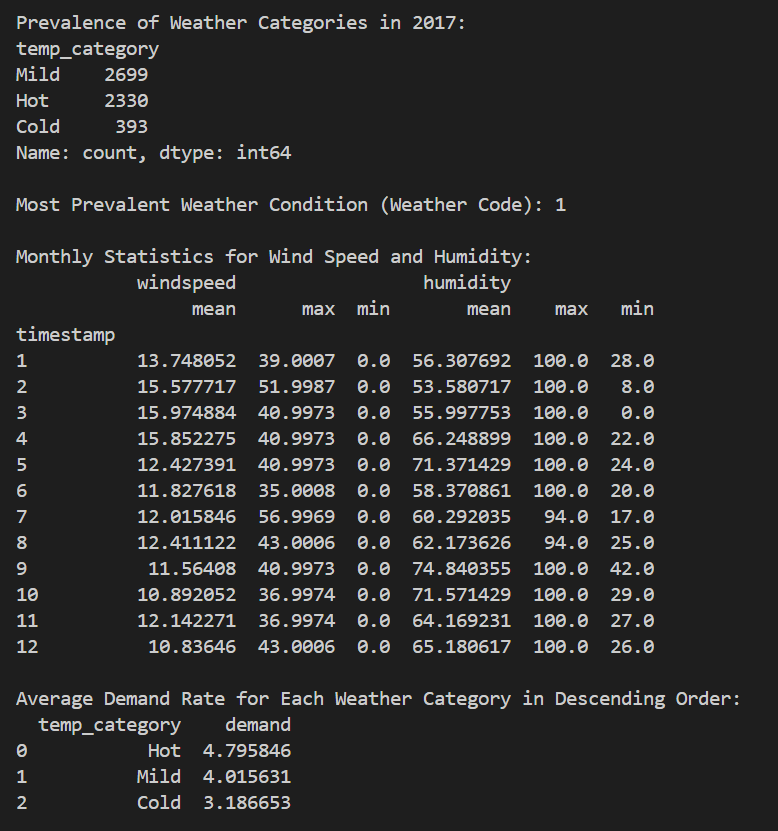 Prevalence of Weather Categories in 2017:
temp_category
Mild    2699
Hot     2330
Cold     393
Name: count, dtype: int64

Most Prevalent Weather Condition (Weather Code): 1

Monthly Statistics for Wind Speed and Humidity:
           windspeed                 humidity
                mean      max  min       mean    max   min
timestamp
1          13.748052  39.0007  0.0  56.307692  100.0  28.0
2          15.577717  51.9987  0.0  53.580717  100.0   8.0
3          15.974884  40.9973  0.0  55.997753  100.0   0.0
4          15.852275  40.9973  0.0  66.248899  100.0  22.0
5          12.427391  40.9973  0.0  71.371429  100.0  24.0
6          11.827618  35.0008  0.0  58.370861  100.0  20.0
7          12.015846  56.9969  0.0  60.292035   94.0  17.0
8          12.411122  43.0006  0.0  62.173626   94.0  25.0
9           11.56408  40.9973  0.0  74.840355  100.0  42.0
10         10.892052  36.9974  0.0  71.571429  100.0  29.0
11         12.142271  36.9974  0.0  64.169231  100.0  27.0
12          10.83646  43.0006  0.0  65.180617  100.0  26.0

Average Demand Rate for Each Weather Category in Descending Order:
  temp_category    demand
0           Hot  4.795846
1          Mild  4.015631
2          Cold  3.186653